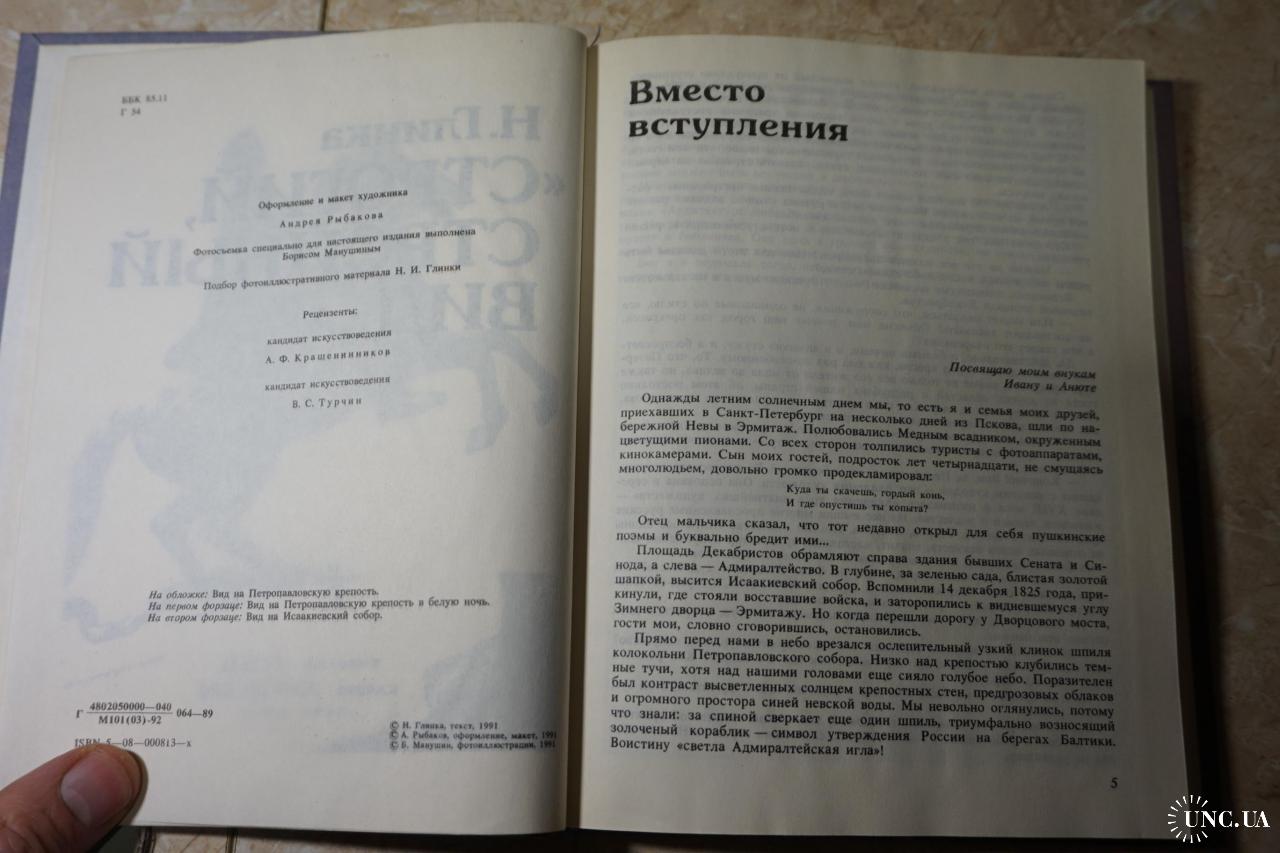 ББК 85.11
Г 54
Оформление и макет художника
Андрея Рыбакова
Фотосъемка специально для настоящего издания выполнена
Борисом Манушиным
Подбор фотоиллюстративного материала Н. И. Глинки
Рецензенты:
кандидат искусствоведения
А. Ф. Крашенинников
кандидат искусствоведения
В. С. Турчин
На обложке: Вид на Петропавловскую крепость.
На первом форзаце: Вид на Петропавловскую крепость в белую ночь.
На втором форзаце: Вид на Исаакиевский собор.
Г 4802050000—040 064—89
М101(03)-92
ISBN 5—08—000813—х
© Н. Глинка, текст, 1991
© А. Рыбаков, оформление, макет, 1991
© Б. Манушин, фотоиллюстрации, 1991
Вместо
вступления
Посвящаю моим внукам
Ивану и Анюте
Однажды летним солнечным днем мы, то есть я и семья моих друзей,
приехавших в Санкт-Петербург на несколько дней из Пскова, шли по на-
бережной Невы в Эрмитаж. Полюбовались Медным всадником, окруженным
цветущими пионами. Со всех сторон толпились туристы с фотоаппаратами,
кинокамерами. Сын моих гостей, подросток лет четырнадцати, не смущаясь
многолюдьем, довольно громко продекламировал:
Куда ты скачешь, гордый конь,
И где опустишь ты копыта?
Отец мальчика сказал, что тот недавно открыл для себя пушкинские
поэмы и буквально бредит ими...
Площадь Декабристов обрамляют справа здания бывших Сената и Си-
нода, а слева — Адмиралтейство. В глубине, за зеленью сада, блистая золотой
шапкой, высится Исаакиевский собор. Вспомнили 14 декабря 1825 года, при-
кинули, где стояли восставшие войска, и заторопились к видневшемуся углу
Зимнего дворца — Эрмитажу. Но когда перешли дорогу у Дворцового моста,
гости мои, словно сговорившись, остановились.
Прямо перед нами в небо врезался ослепительный узкий клинок шпиля
колокольни Петропавловского собора. Низко над крепостью клубились тем-
ные тучи, хотя над нашими головами еще сияло голубое небо. Поразителен
был контраст высветленных солнцем крепостных стен, предгрозовых облаков
и огромного простора синей невской воды. Мы невольно оглянулись, потому
что знали: за спиной сверкает еще один шпиль, триумфально возносящий
золоченый кораблик — символ утверждения России на берегах Балтики.
Воистину «светла Адмиралтейская игла»!
5
UNC.UA